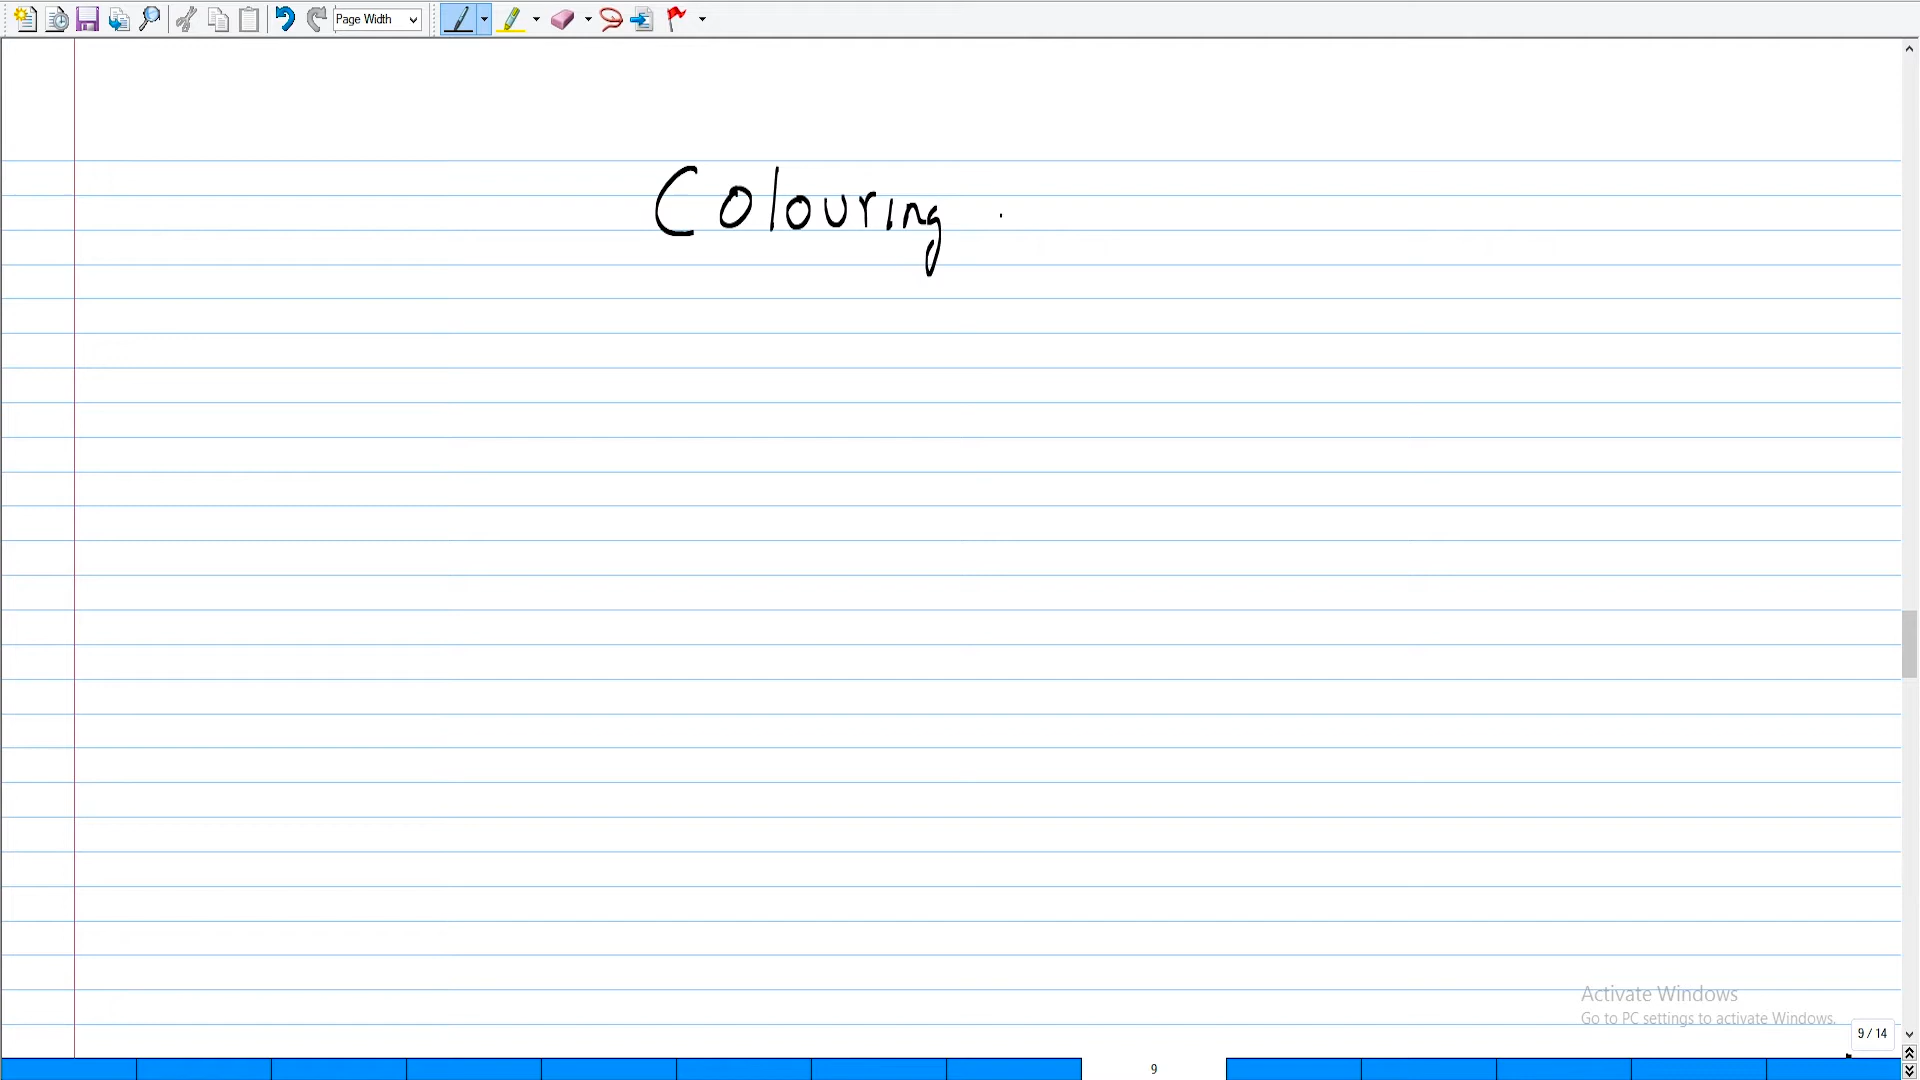 Page Width
Colouring
Activate Windows
Go to PC settings to activate Windows.
9 / 14
9